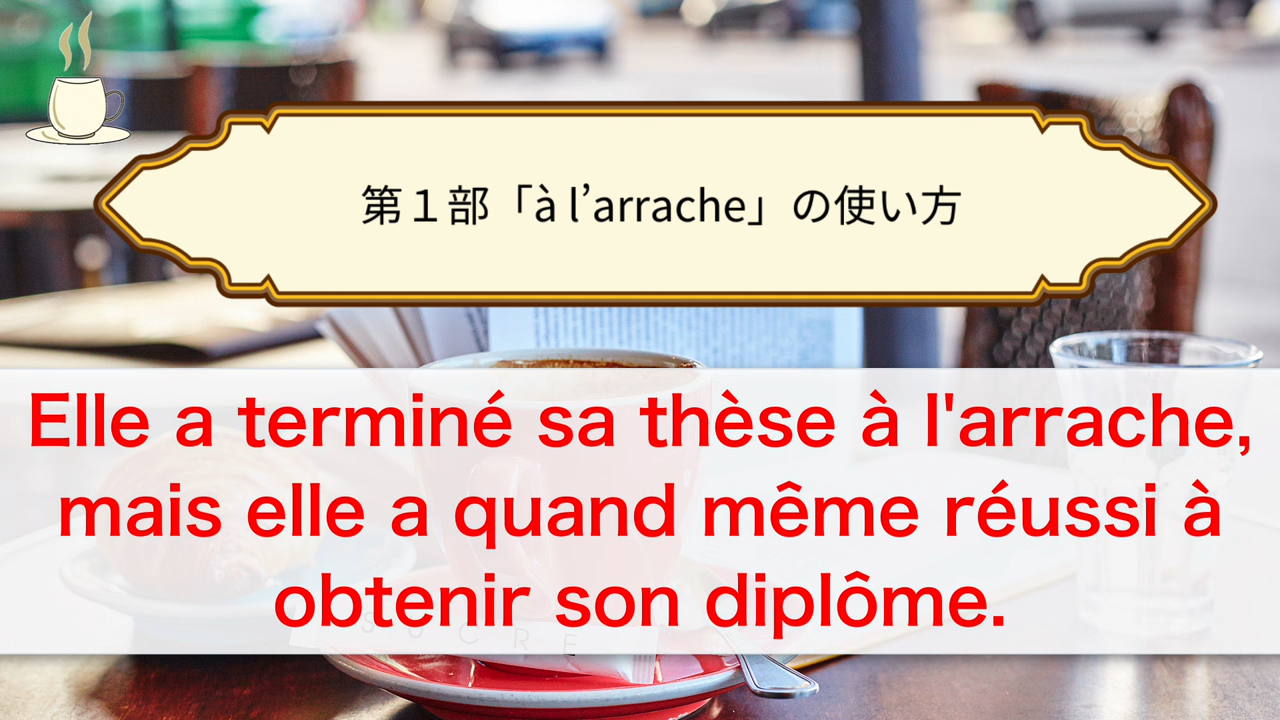 第１部「à l’arrache」の使い方
Elle a terminé sa thèse à l'arrache,
mais elle a quand même réussi à
obtenir son diplôme.
SUCRE